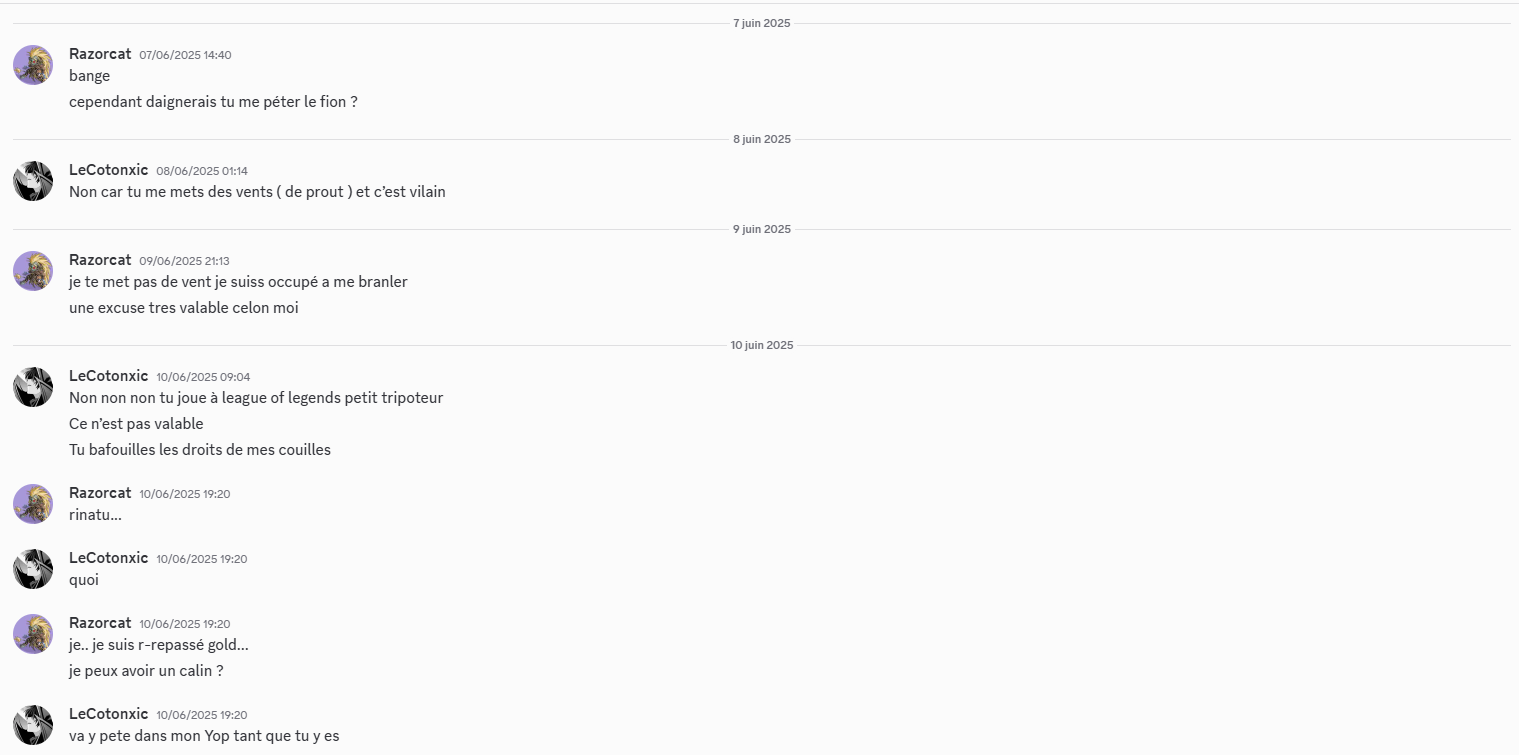 7 juin 2025
Razorcat 07/06/2025 14:40
bange
cependant daignerais tu me péter le fion ?
8 juin 2025
LeCotonxic 08/06/2025 01:14
Non car tu me mets des vents ( de prout ) et c’est vilain
9 juin 2025
Razorcat 09/06/2025 21:13
je te met pas de vent je suiss occupé a me branler
une excuse tres valable celon moi
10 juin 2025
LeCotonxic 10/06/2025 09:04
Non non non tu joue à league of legends petit tripoteur
Ce n’est pas valable
Tu bafouilles les droits de mes couilles
Razorcat 10/06/2025 19:20
rinatu...
LeCotonxic 10/06/2025 19:20
quoi
Razorcat 10/06/2025 19:20
je.. je suis r-repassé gold...
je peux avoir un calin ?
LeCotonxic 10/06/2025 19:20
va y pete dans mon Yop tant que tu y es